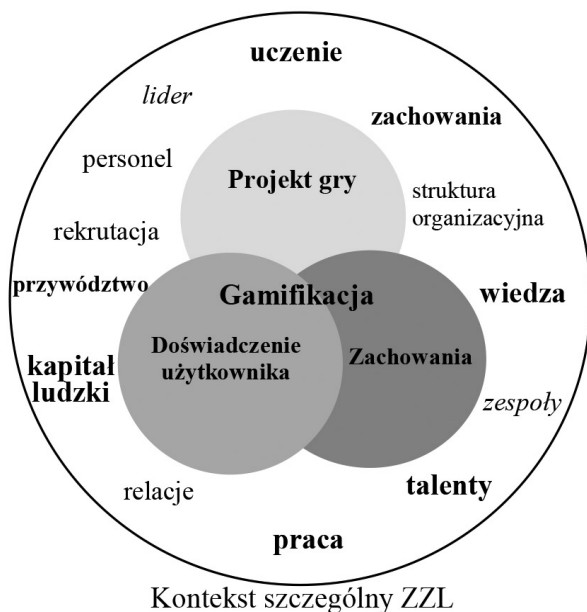 uczenie
lider
zachowania
personel
Projekt gry
struktura
organizacyjna
rekrutacja
przywództwo
Gamifikacja
wiedza
kapitał
ludzki
Doświadczenie
użytkownika
Zachowania
zespoły
relacje
talenty
praca
Kontekst szczególny ZZL